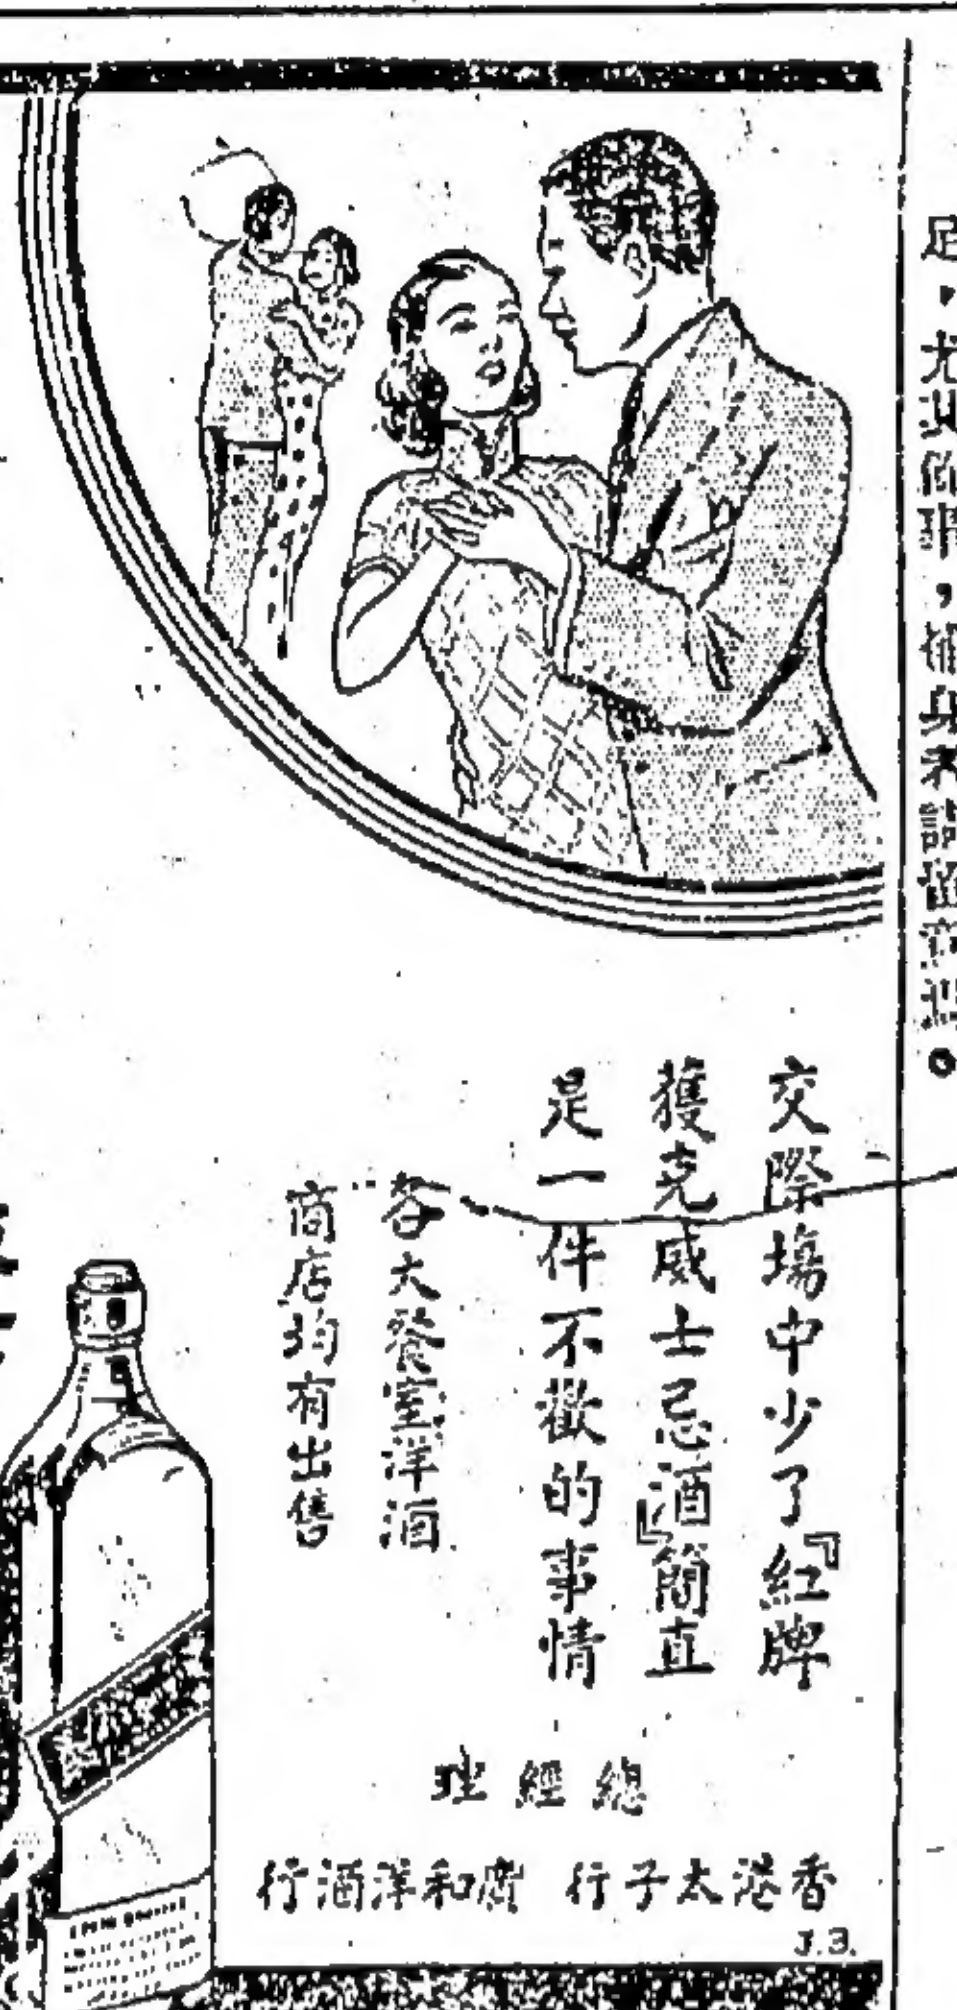 交際塲中少了『紅牌
獲克威士忌酒』簡直
是一件不歡的事情
各大餐室洋酒
商店均有出售
總經理
香港太子行 廣和洋酒行
J.3.